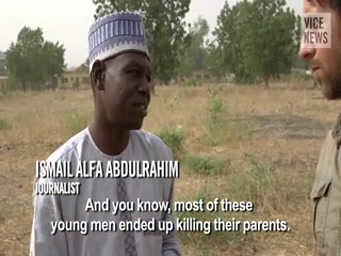 VICE
NEWS
ISMAIL ALFA ABDULRAHIM
JOURNALIST
And you know, most of these
young men ended up killing their parents.